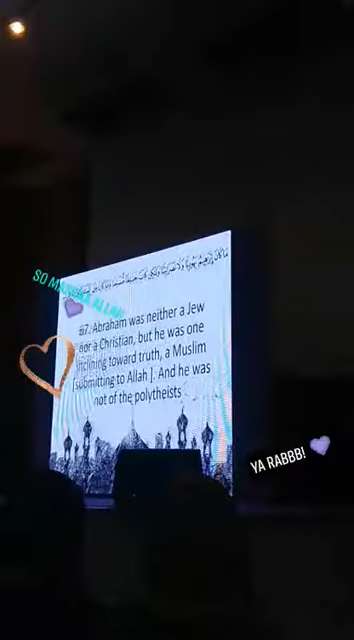 67. Abraham was neither a Jew
nor a Christian, but he was one
inclining toward truth, a Muslim
[submitting to Allah ]. And he was
not of the polytheists
YA RABBB!